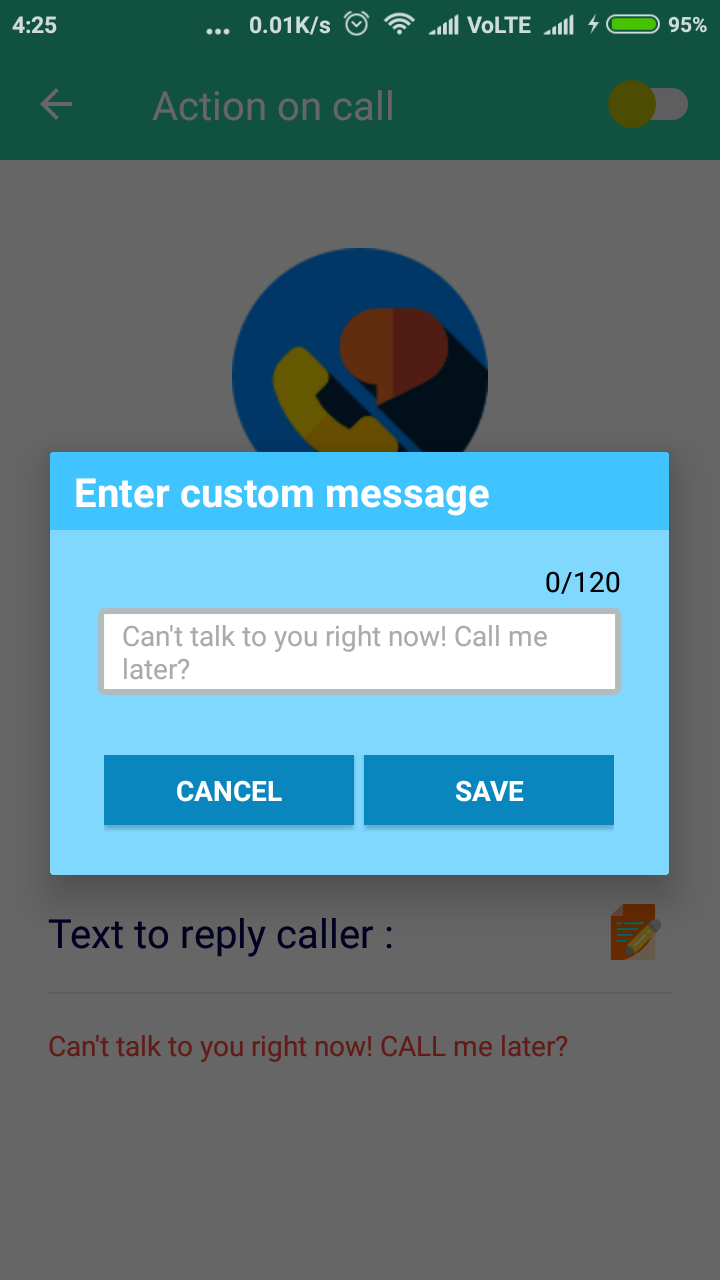 4:25 ... 0.01K/s VoLTE 95%
Action on call
Enter custom message
0/120
Can't talk to you right now! Call me
later?
CANCEL SAVE
Text to reply caller :
Can't talk to you right now! CALL me later?